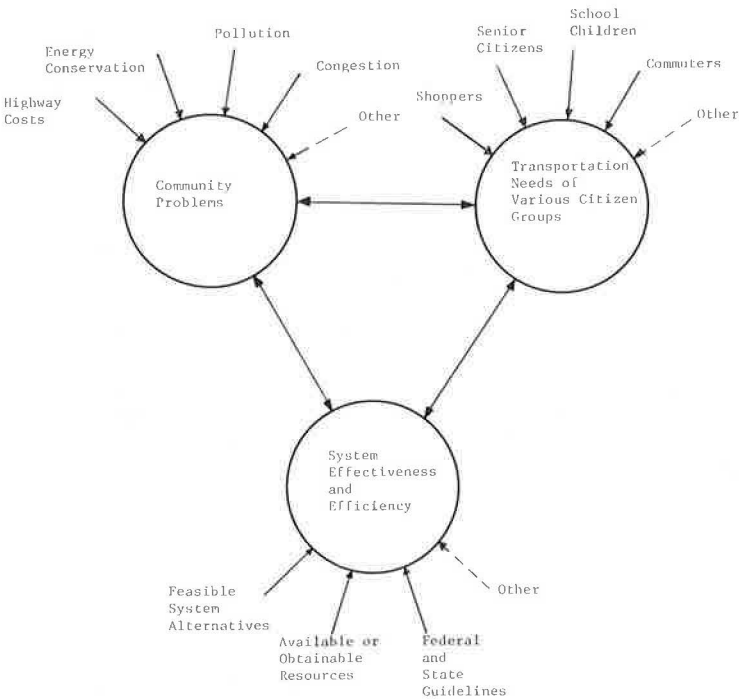 Pollution
Energy
Conservation
Congestion
Highway
Costs
Other
Community
Problems
School
Children
Senior
Citizens
Commuters
Shoppers
Other
Transportation
Needs of
Various Citizen
Groups
System
Effectiveness
and
Efficiency
Feasible
System
Alternatives
Available or
Obtainable
Resources
Federal
and
State
Guidelines
Other